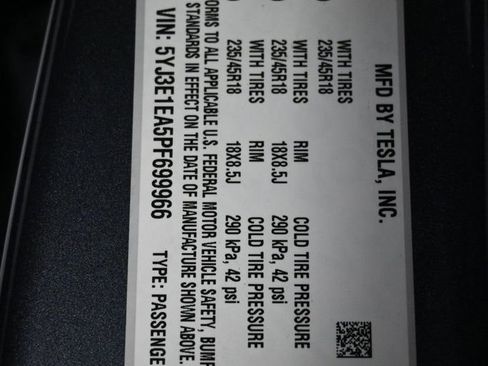 MFD BY TESLA, INC.
WITH TIRES
235/45R18
WITH TIRES RIM COLD TIRE PRESSURE
235/45R18 18X8.5J 290 kPa, 42 psi
WITH TIRES RIM COLD TIRE PRESSURE
235/45R18 18X8.5J 290 kPa, 42 psi
ORMS TO ALL APPLICABLE U.S. FEDERAL MOTOR VEHICLE SAFETY, BUMP
STANDARDS IN EFFECT ON THE DATE OF MANUFACTURE SHOWN ABOVE.
VIN: 5YJ3E1EA5PF699966 TYPE: PASSENGE